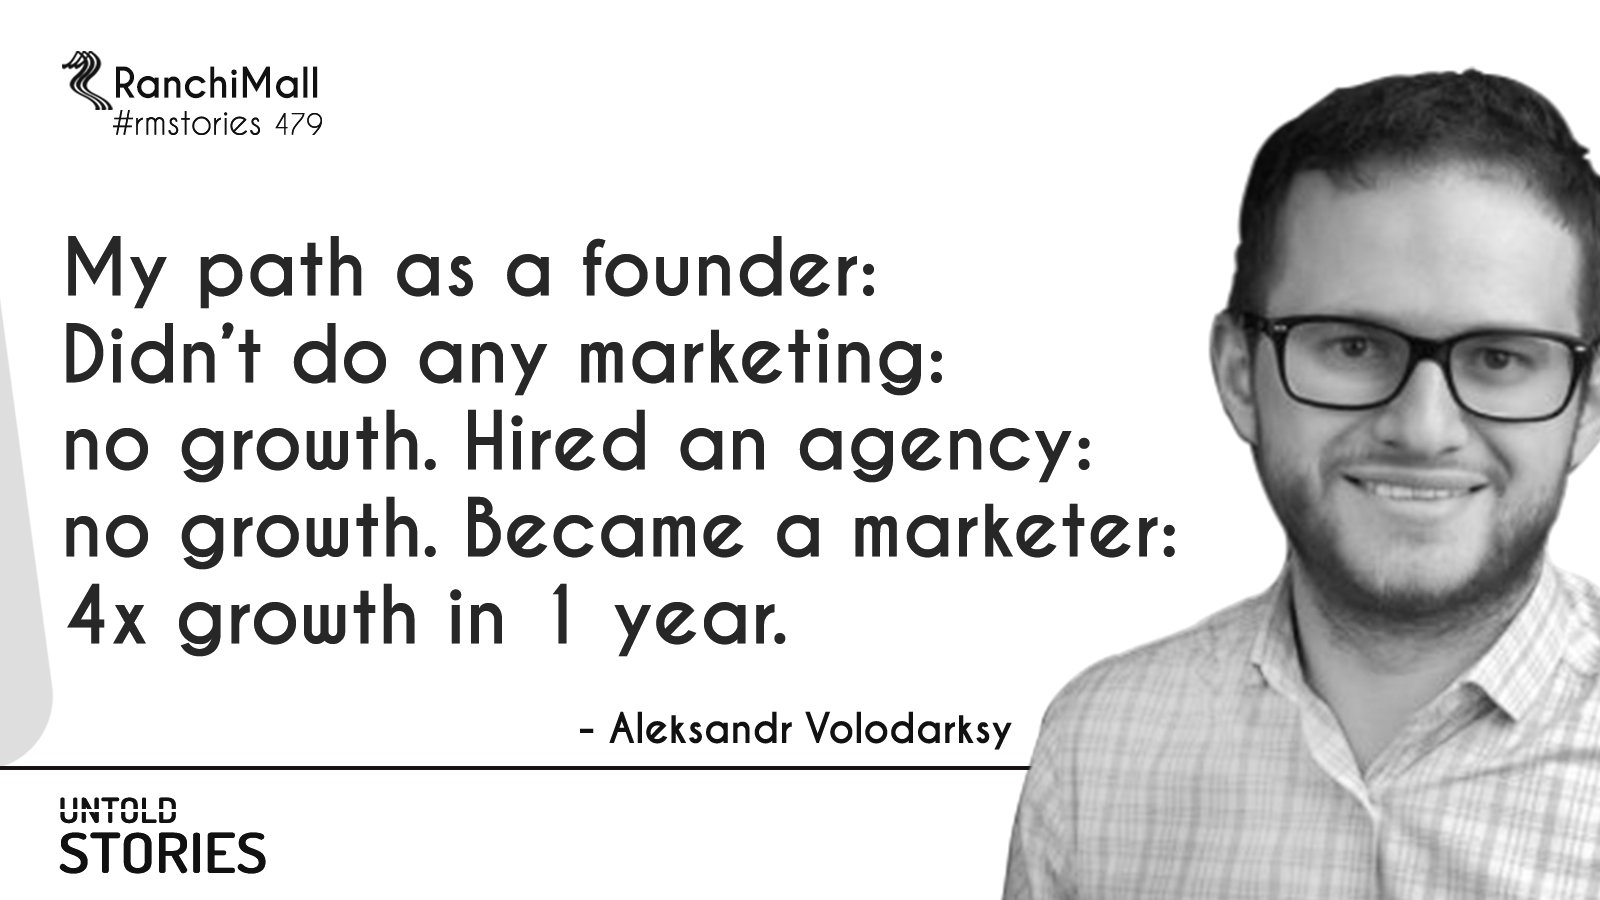 RanchiMall
#rmstories 479
My path as a founder:
Didn't do any marketing:
no growth. Hired an agency:
no growth. Became a marketer:
4x growth in 1 year.
- Aleksandr Volodarksy
UNTOLD
STORIES